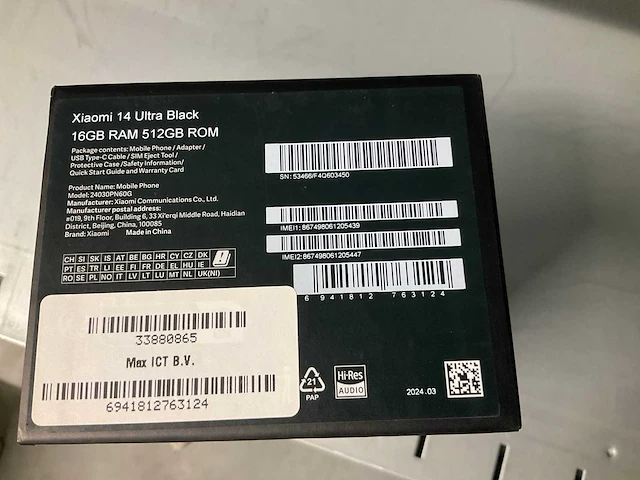 Xiaomi 14 Ultra Black
16GB RAM 512GB ROM
Package contents: Mobile Phone / Adapter /
USB Type-C Cable / SIM Eject Tool /
Protective Case /Safety Information/
Quick Start Guide and Warranty Card
Product Name: Mobile Phone
Model: 24030PN60G
Manufacturer: Xiaomi Communications Co., Ltd.
Manufacturer postal address:
#019, 9th Floor, Building 6, 33 Xi'erqi Middle Road, Haidian
District, Beijing, China, 100085
Brand: Xiaomi Made in China
CH SI SK IS AT BE BG HR CY CZ DK
PT ES TR LI EE FI FR DE EL HU IE
RO SE PL NO IT LV LT LU MT NL UK(NI)
SN: 53466/F4Q603450
IMEI1: 867498061205439
IMEI2: 867498061205447
6 941812 763124
33880865
Max ICT B.V.
6941812763124
21
PAP
Hi-Res
AUDIO
2024.03